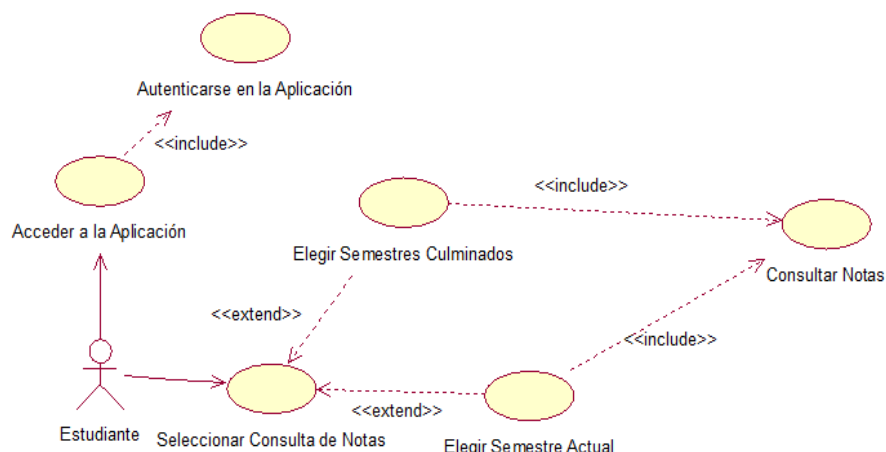 Autenticarse en la Aplicación
<<include>>
Acceder a la Aplicación
<<include>>
Elegir Semestres Culminados
Consultar Notas
<<extend>>
<<include>>
<<extend>>
Estudiante
Seleccionar Consulta de Notas
Elegir Semestre Actual